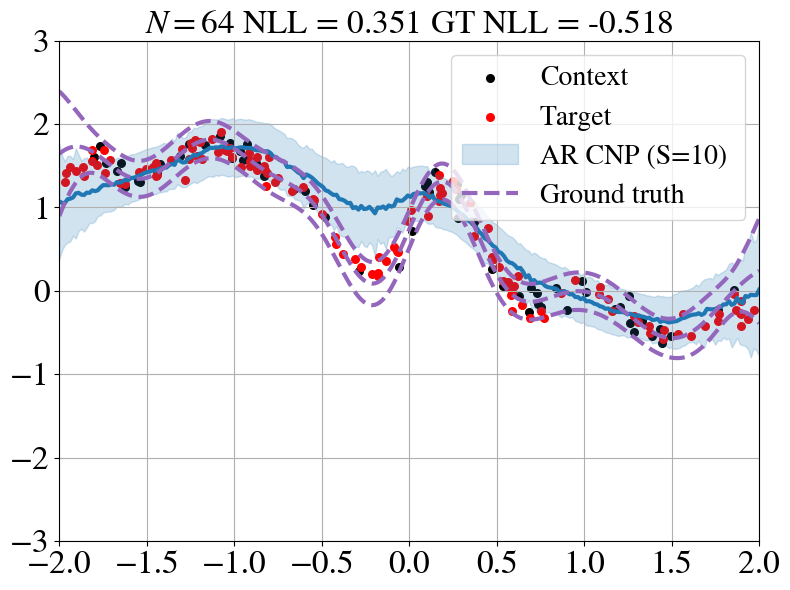 N = 64 NLL = 0.351 GT NLL = -0.518
3
2
1
0
−1
−2
−3
Context
Target
AR CNP (S=10)
Ground truth
−2.0 −1.5 −1.0 −0.5 0.0 0.5 1.0 1.5 2.0